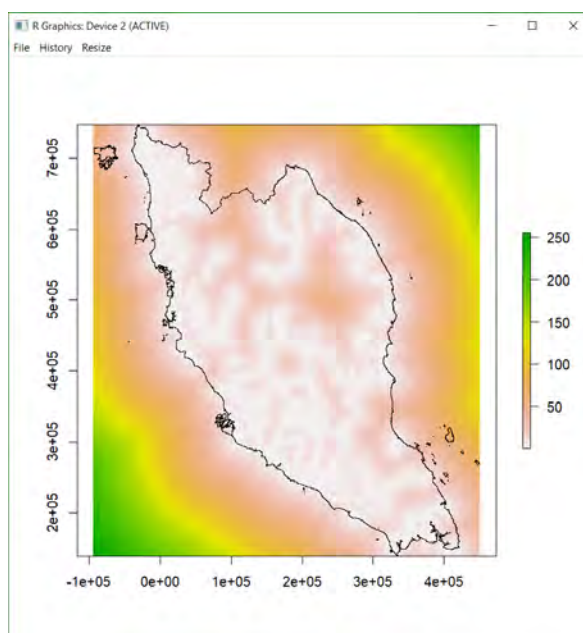 R Graphics: Device 2 (ACTIVE)
File History Resize
7e+05
6e+05
5e+05
4e+05
3e+05
2e+05
250
200
150
100
50
-1e+05 0e+00 1e+05 2e+05 3e+05 4e+05